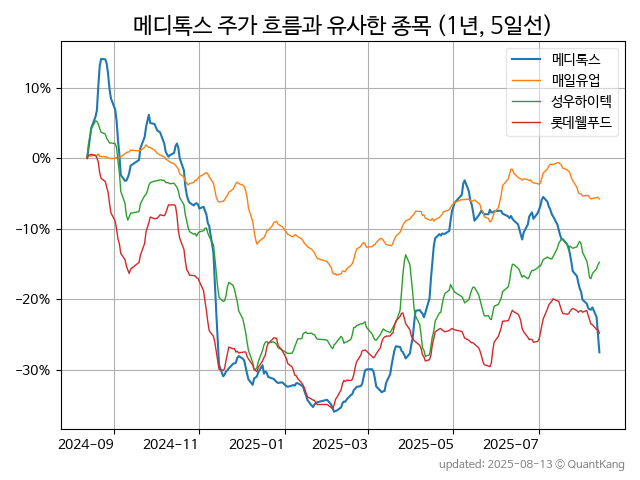 메디톡스 주가 흐름과 유사한 종목 (1년, 5일선)
메디톡스
매일유업
성우하이텍
롯데웰푸드
10%
0%
−10%
−20%
−30%
2024-09 2024-11 2025-01 2025-03 2025-05 2025-07
updated: 2025-08-13 ⓒ QuantKang